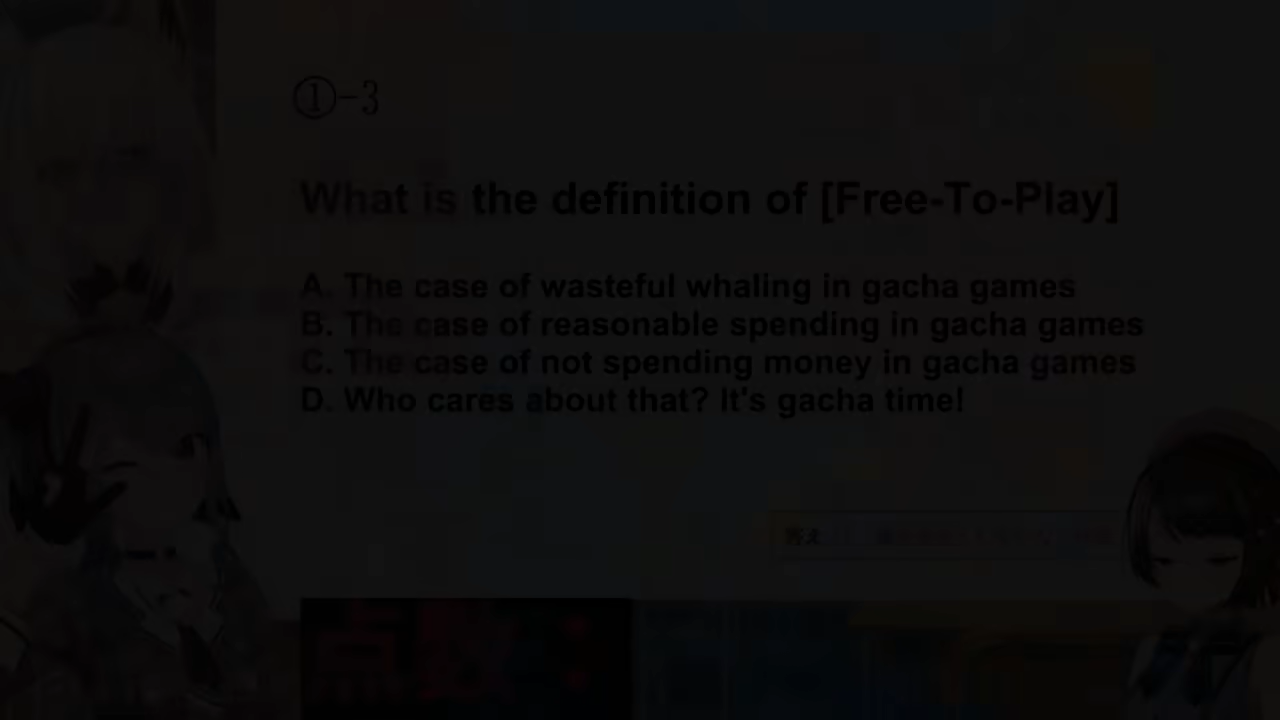 ①-3
What is the definition of [Free-To-Play]
A. The case of wasteful whaling in gacha games
B. The case of reasonable spending in gacha games
C. The case of not spending money in gacha games
D. Who cares about that? It's gacha time!
答え